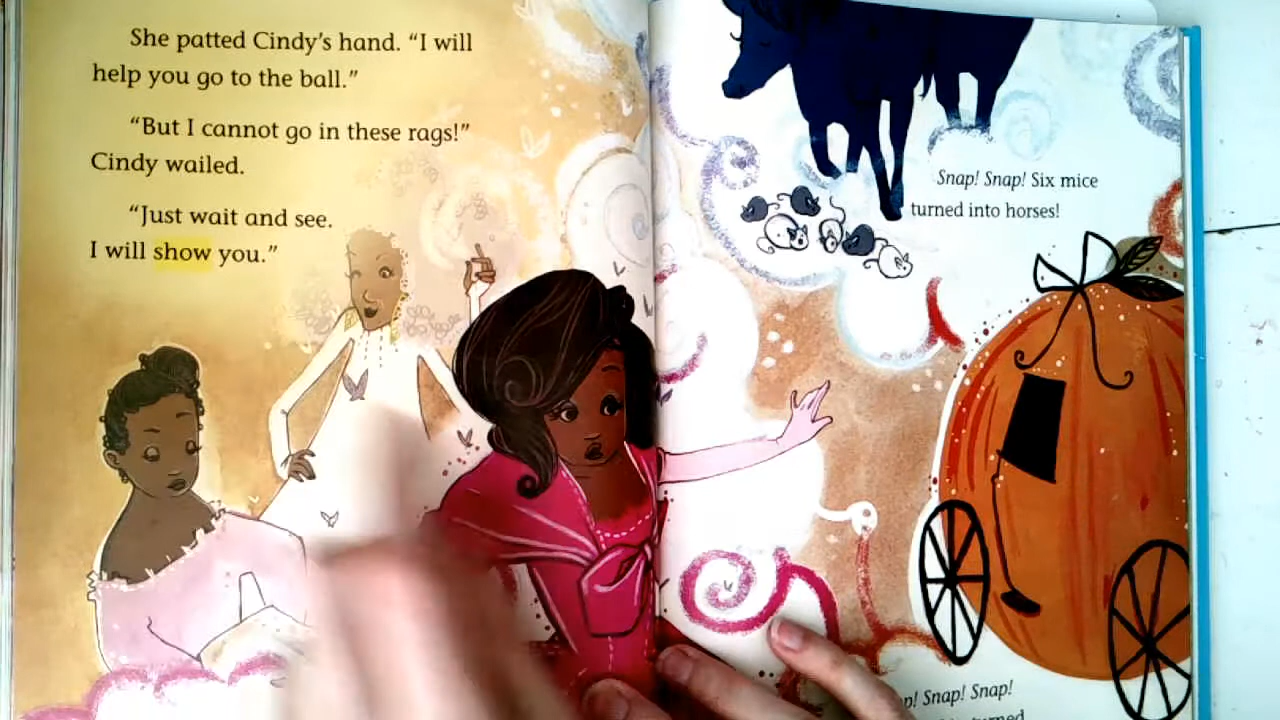 She patted Cindy's hand. “I will
help you go to the ball.”
“But I cannot go in these rags!”
Cindy wailed.
“Just wait and see.
I will show you.”
Snap! Snap! Six mice
turned into horses!
Snap! Snap!
turned